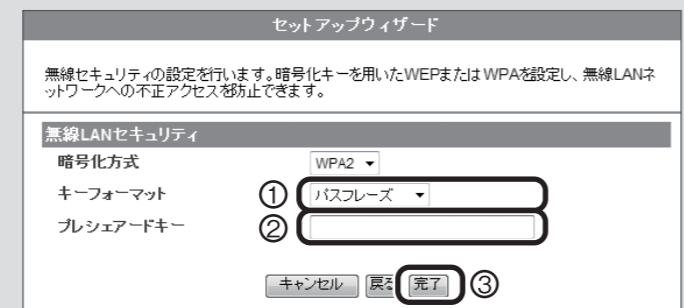 セットアップウィザード
無線セキュリティの設定を行います。暗号化キーを用いたWEPまたはWPAを設定し、無線LANネ
ットワークへの不正アクセスを防止できます。
無線LANセキュリティ
暗号化方式 WPA2
キーフォーマット ① パスフレーズ
プレシェアードキー ②
キャンセル 戻る 完了 ③